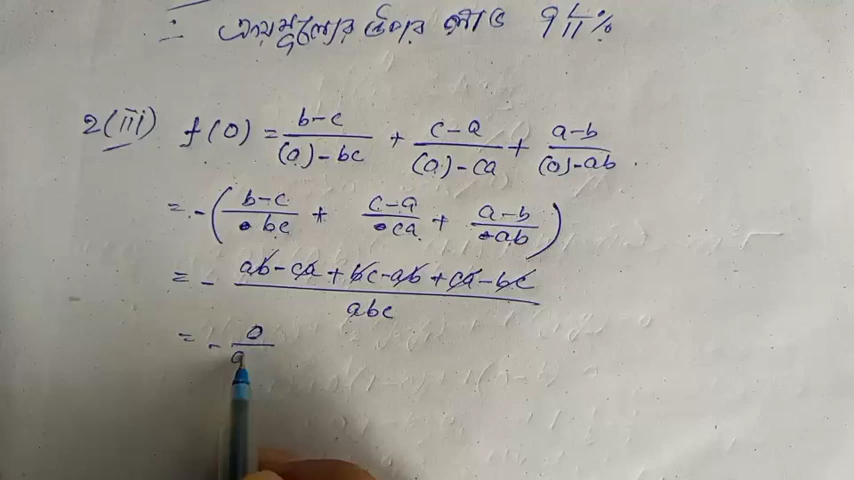 ∴ ক্রয়মূল্যের উপর লাভ 9 1/11 %
2(iii) f(0) = (b-c)/((0)-bc) + (c-a)/((0)-ca) + (a-b)/((0)-ab)
= -( (b-c)/bc + (c-a)/ca + (a-b)/ab )
= - (ab-ca+bc-ab+ca-bc)/abc
= - 0/a